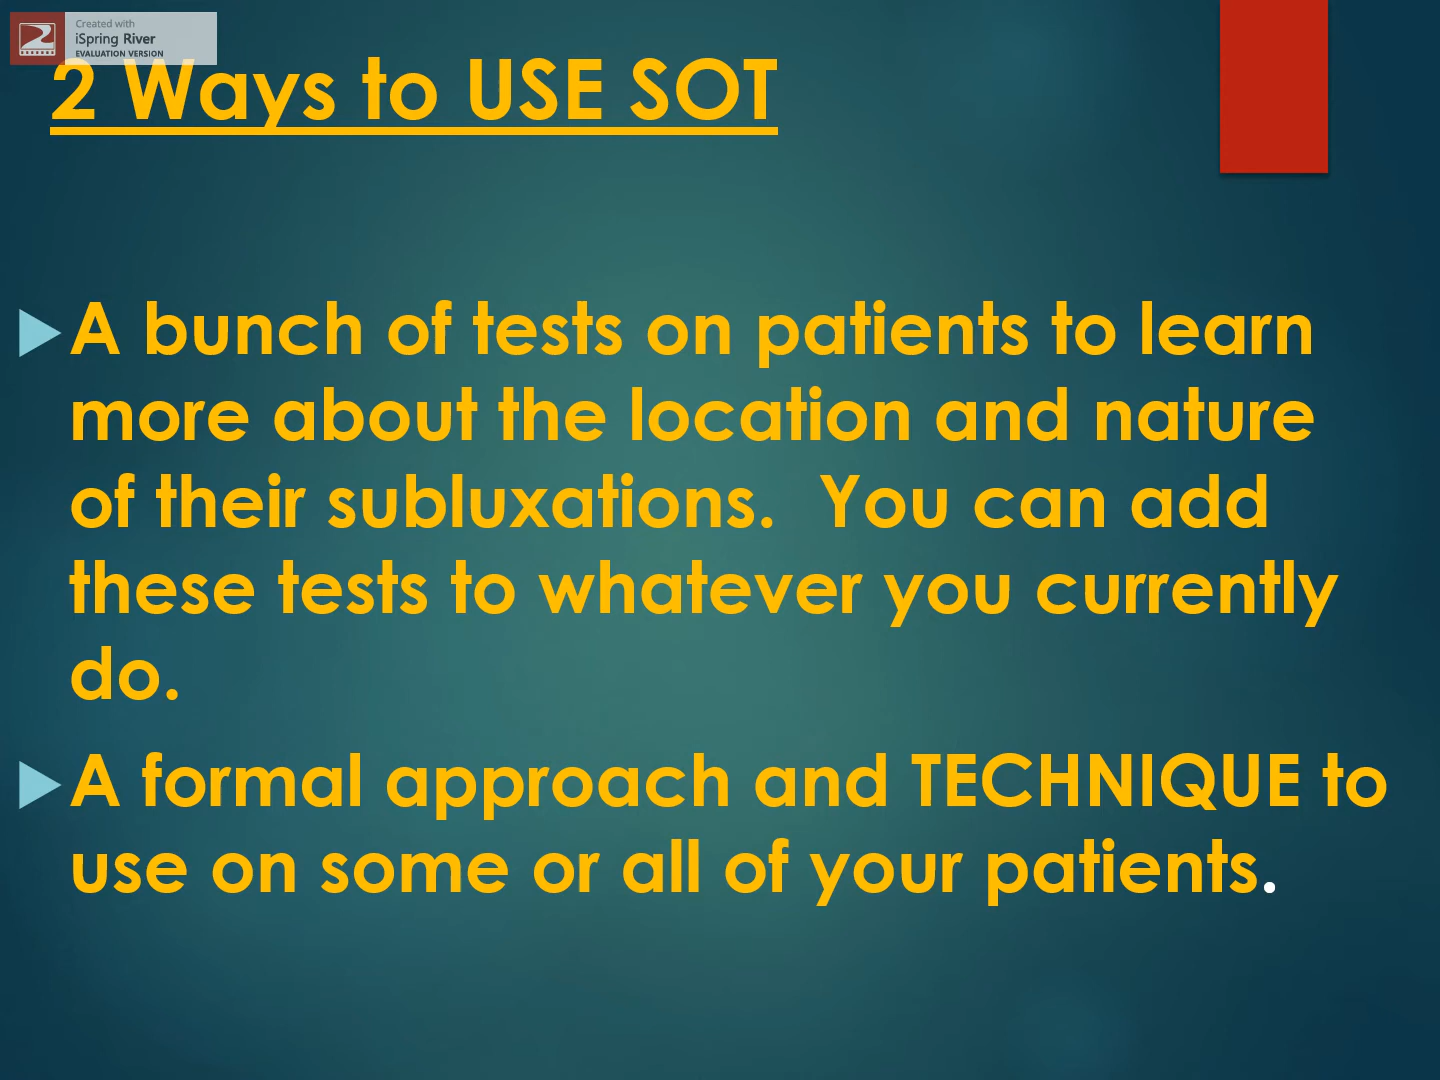 Created with
iSpring River
EVALUATION VERSION
2 Ways to USE SOT
A bunch of tests on patients to learn
more about the location and nature
of their subluxations.  You can add
these tests to whatever you currently
do.
A formal approach and TECHNIQUE to
use on some or all of your patients.